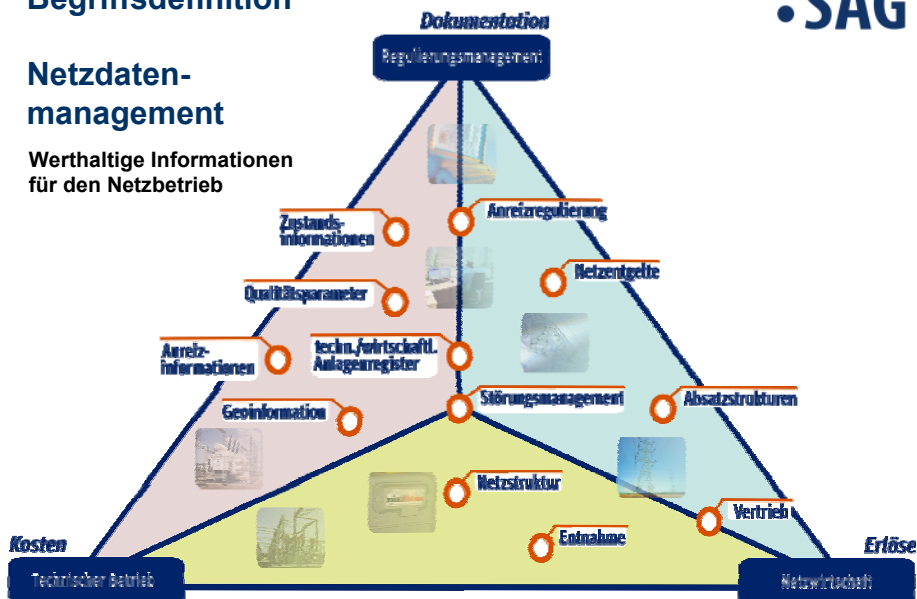 Begriffsdefinition
SAG
Netzdaten-
management
Werthaltige Informationen
für den Netzbetrieb
Dokumentation
Regulierungsmanagement
Zustands-
informationen
Anreizregulierung
Qualitätsparameter
Netzentgelte
Anreiz-
informationen
techn./wirtschaftl.
Anlagenregister
Geoinformation
Störungsmanagement
Absatzstrukturen
Netzstruktur
Vertrieb
Entnahme
Kosten
Erlöse
Technischer Betrieb
Netzwirtschaft